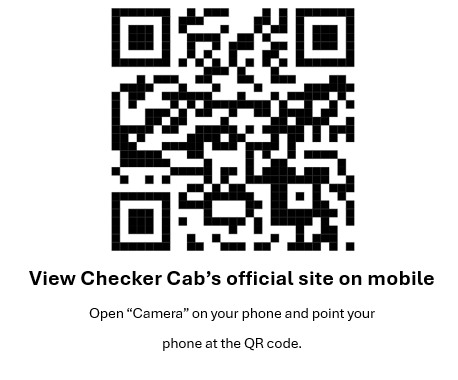 View Checker Cab’s official site on mobile
Open “Camera” on your phone and point your
phone at the QR code.